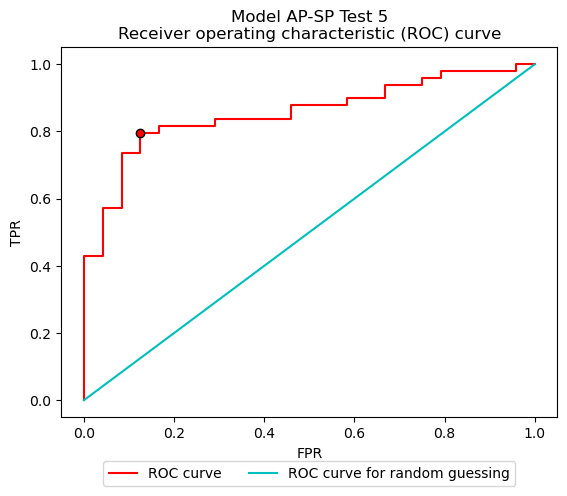 Model AP-SP Test 5
Receiver operating characteristic (ROC) curve
1.0
0.8
0.6
0.4
0.2
0.0
TPR
0.0 0.2 0.4 0.6 0.8 1.0
FPR
ROC curve
ROC curve for random guessing